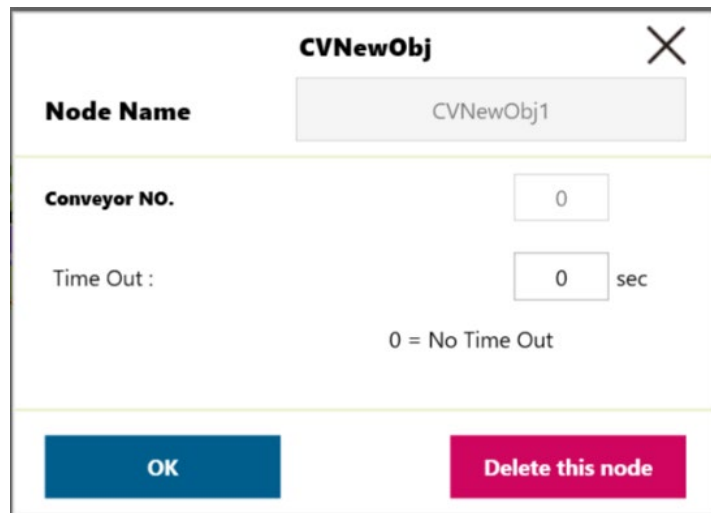 CVNewObj
Node Name CVNewObj1
Conveyor NO. 0
Time Out : 0 sec
0 = No Time Out
OK Delete this node